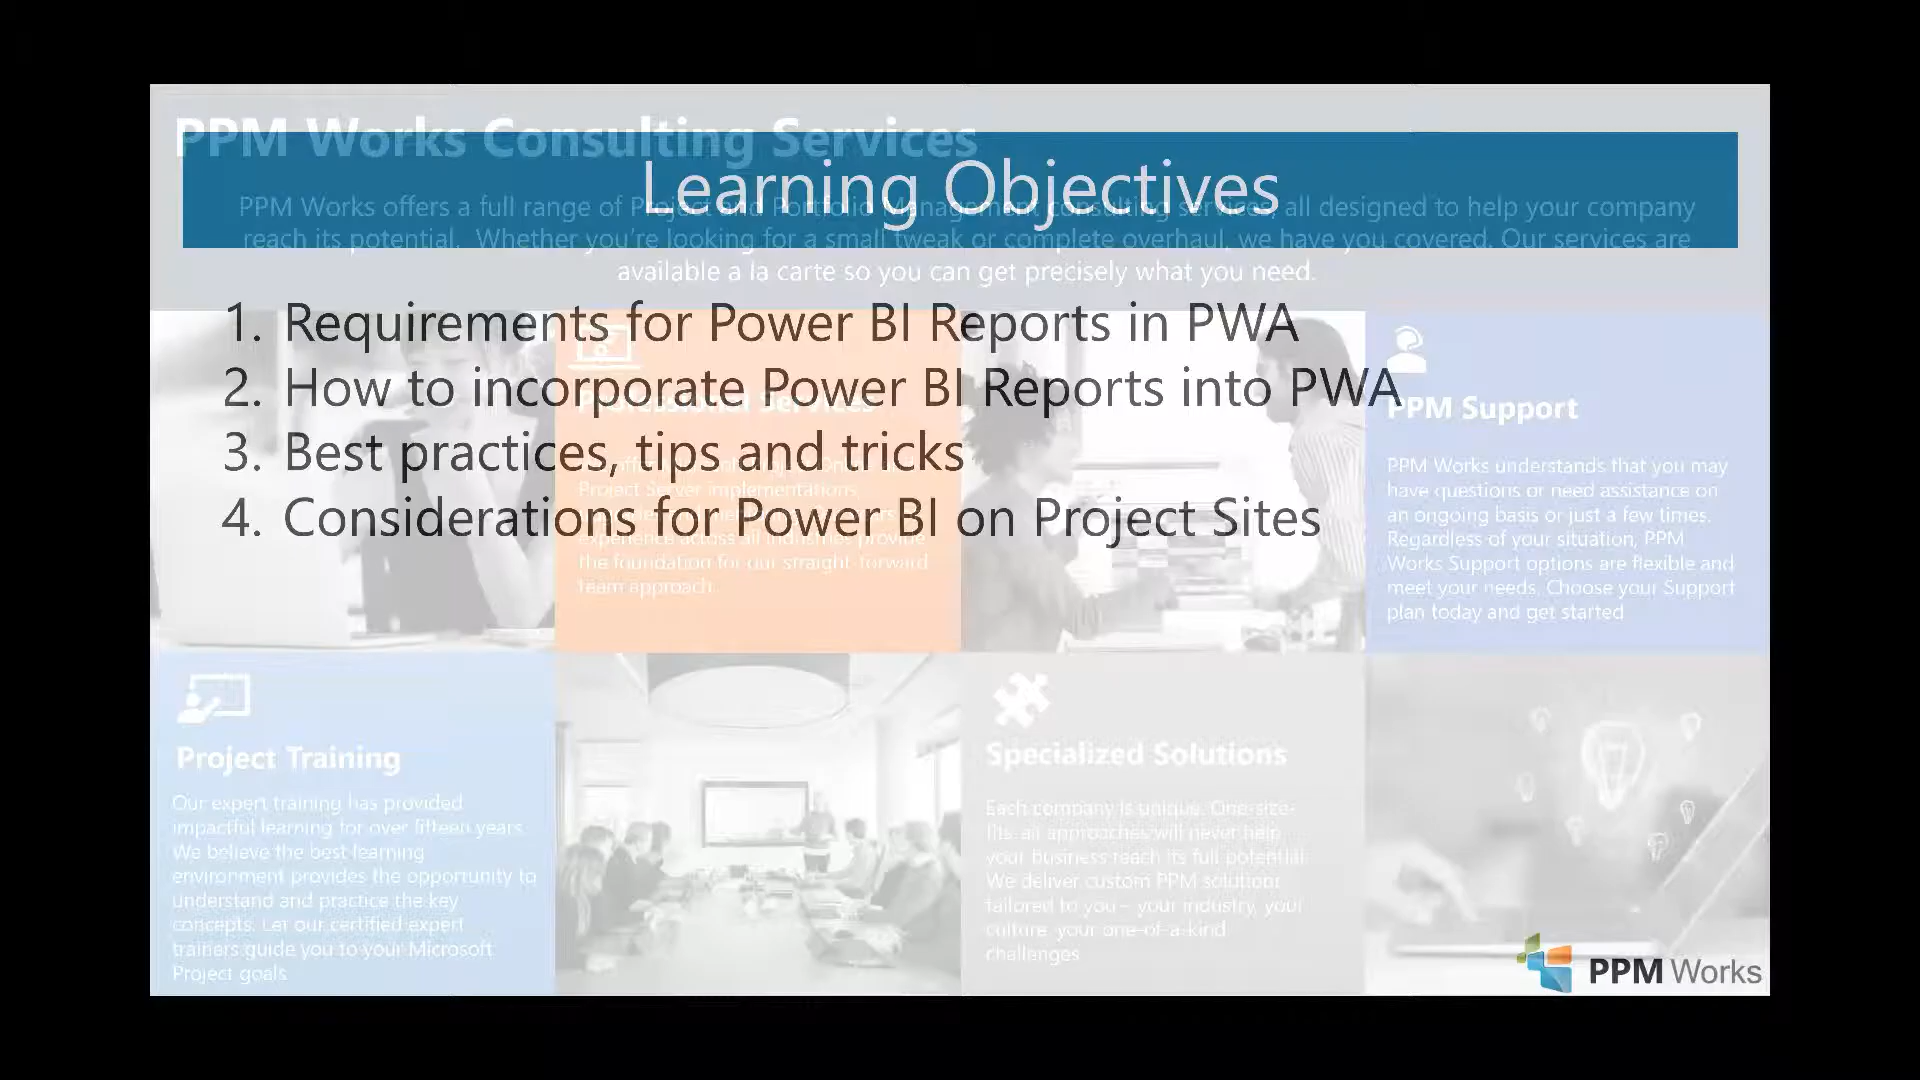 PPM Works Consulting Services
Learning Objectives
PPM Works offers a full range of Project and Portfolio Management consulting services, all designed to help your company
reach its potential. Whether you're looking for a small tweak or complete overhaul, we have you covered. Our services are
available a la carte so you can get precisely what you need.
1. Requirements for Power BI Reports in PWA
2. How to incorporate Power BI Reports into PWA
3. Best practices, tips and tricks
4. Considerations for Power BI on Project Sites
Professional Services
Project Server implementations,
experience across all industries provide
the foundation for our straight-forward
team approach.
PPM Support
PPM Works understands that you may
have questions or need assistance on
an ongoing basis or just a few times.
Regardless of your situation, PPM
Works Support options are flexible and
meet your needs. Choose your Support
plan today and get started
Project Training
Our expert training has provided
impactful learning for over fifteen years.
We believe the best learning
environment provides the opportunity to
understand and practice the key
concepts. Let our certified expert
trainers guide you to your Microsoft
Project goals.
Specialized Solutions
Each company is unique. One-size-
fits-all approaches will never help
your business reach its full potential.
We deliver custom PPM solutions
tailored to you – your industry, your
culture, your one-of-a-kind
challenges.
PPM Works